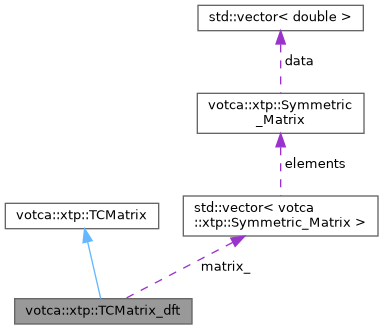 std::vector< double >
data
votca::xtp::Symmetric
_Matrix
elements
std::vector< votca
::xtp::Symmetric_Matrix >
votca::xtp::TCMatrix
matrix_
votca::xtp::TCMatrix_dft